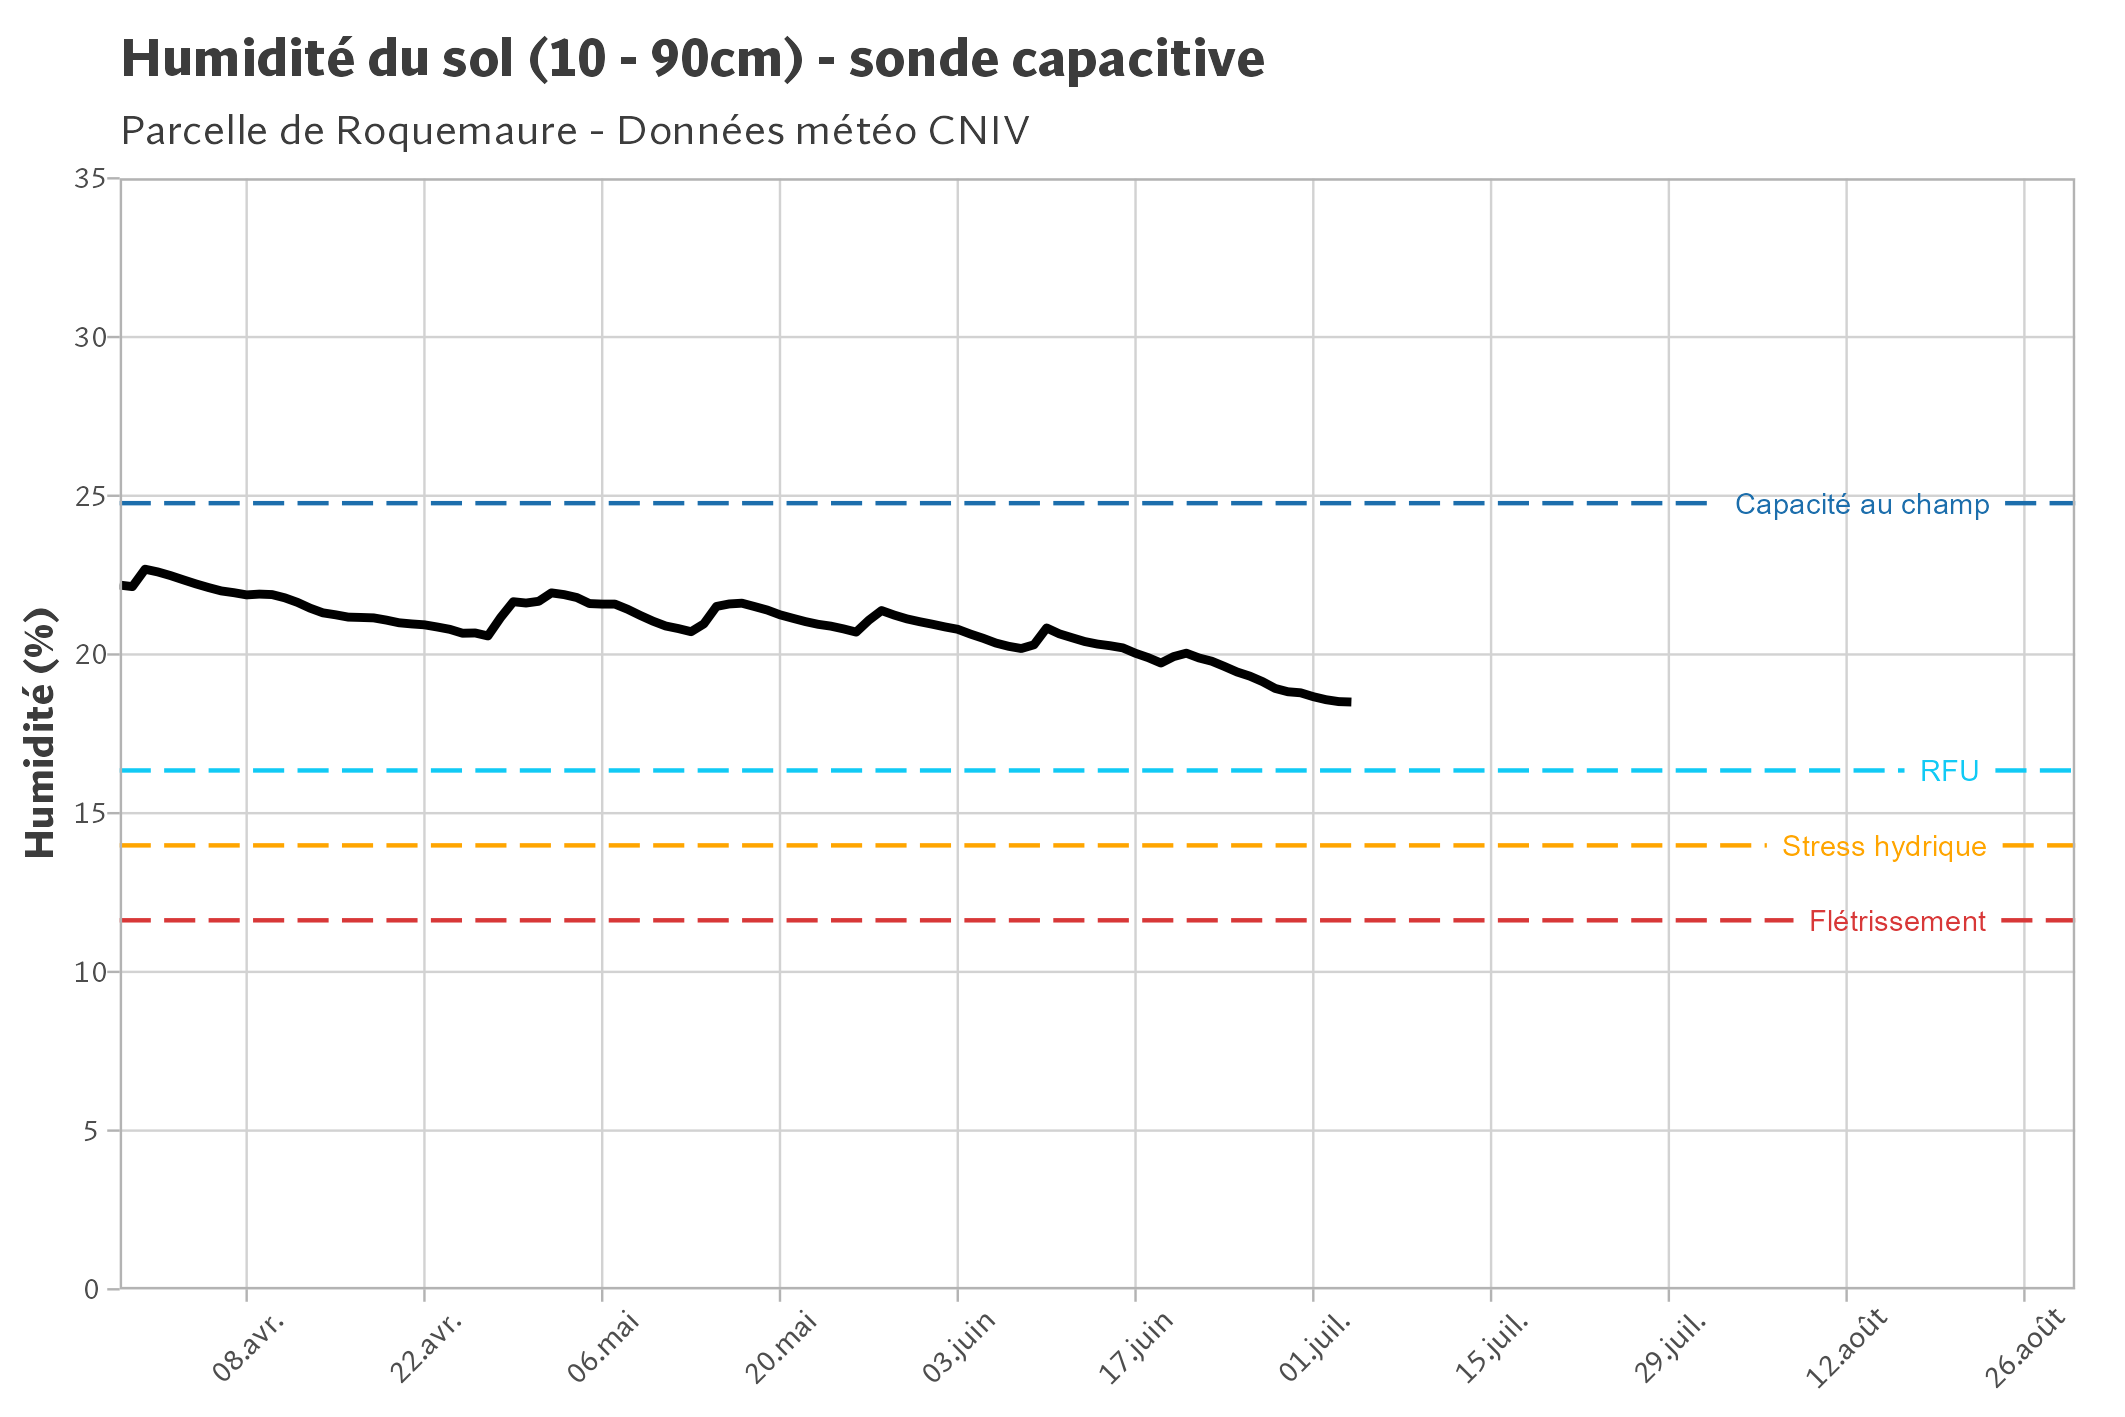 Humidité du sol (10 - 90cm) - sonde capacitive
Parcelle de Roquemaure - Données météo CNIV
Humidité (%)
35
30
25
20
15
10
5
0
Capacité au champ
RFU
Stress hydrique
Flétrissement
08.avr.
22.avr.
06.mai
20.mai
03.juin
17.juin
01.juil.
15.juil.
29.juil.
12.août
26.août